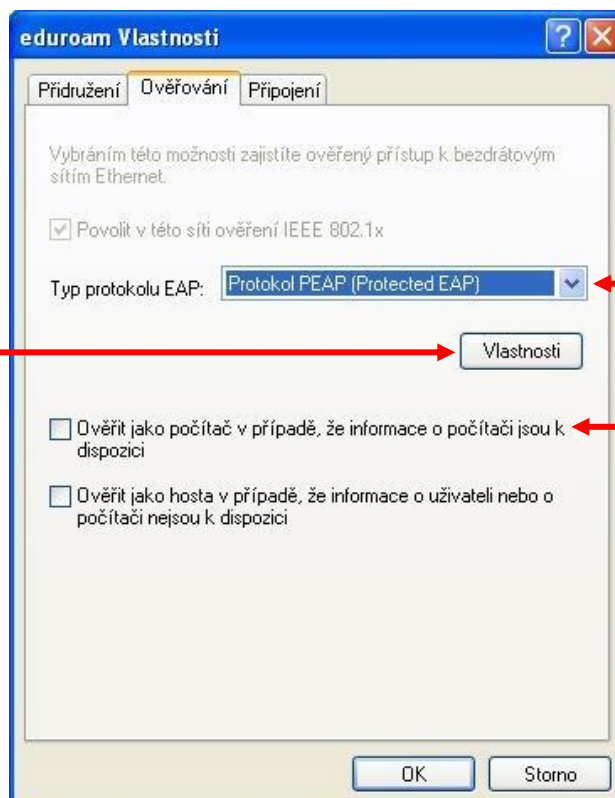 eduroam Vlastnosti
Přidružení Ověřování Připojení
Vybráním této možnosti zajistíte ověřený přístup k bezdrátovým
sítím Ethernet.
Povolit v této síti ověření IEEE 802.1x
Typ protokolu EAP: Protokol PEAP (Protected EAP)
Vlastnosti
Ověřit jako počítač v případě, že informace o počítači jsou k
dispozici
Ověřit jako hosta v případě, že informace o uživateli nebo o
počítači nejsou k dispozici
OK Storno